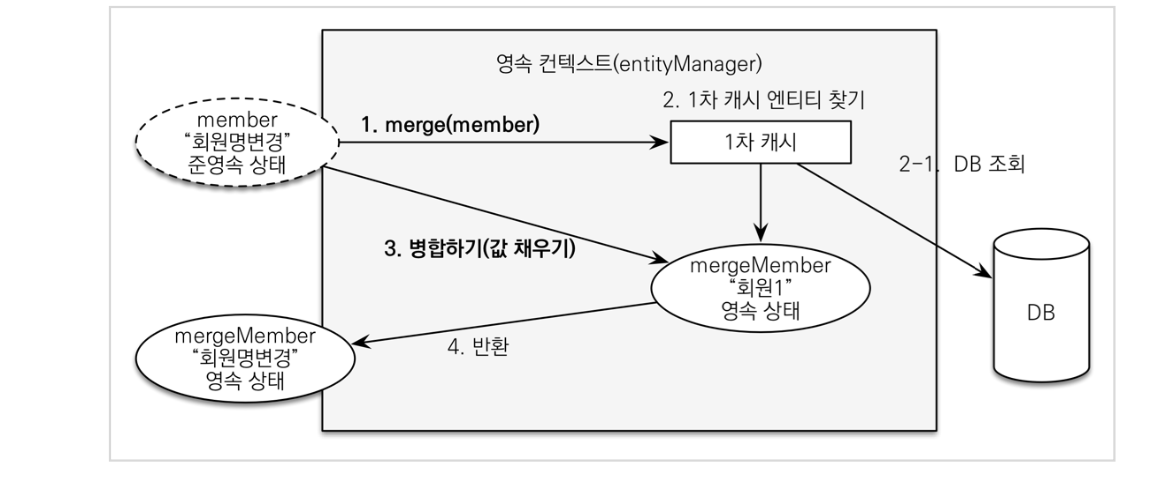 영속 컨텍스트(entityManager)
2. 1차 캐시 엔티티 찾기
member
“회원명변경”
준영속 상태
1. merge(member)
1차 캐시
2-1. DB 조회
3. 병합하기(값 채우기)
mergeMember
“회원1”
영속 상태
DB
mergeMember
“회원명변경”
영속 상태
4. 반환